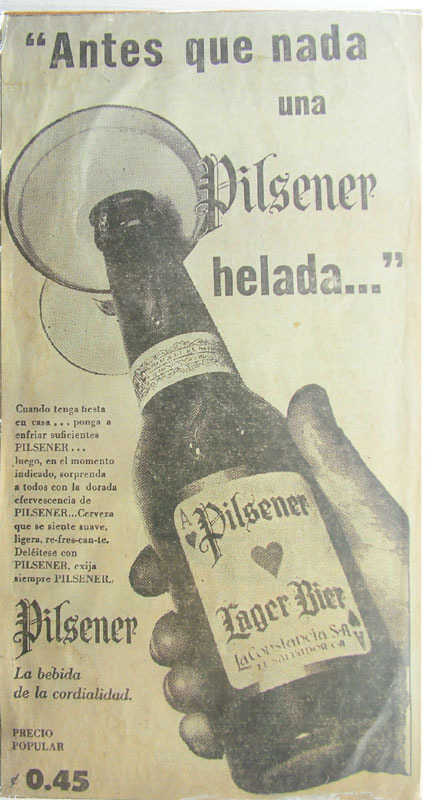 “Antes que nada
una
Pilsener
helada...”
Cuando tenga fiesta
en casa ... ponga a
enfriar suficientes
PILSENER ...
luego, en el momento
indicado, sorprenda
a todos con la dorada
efervescencia de
PILSENER...Cerveza
que se siente suave,
ligera, re-fres-can-te.
Deléitese con
PILSENER, exija
siempre PILSENER.
Pilsener
La bebida
de la cordialidad.
PRECIO
POPULAR
¢ 0.45
A
Pilsener
Lager Bier
La Constancia S.A.
EL SALVADOR C.A.
A